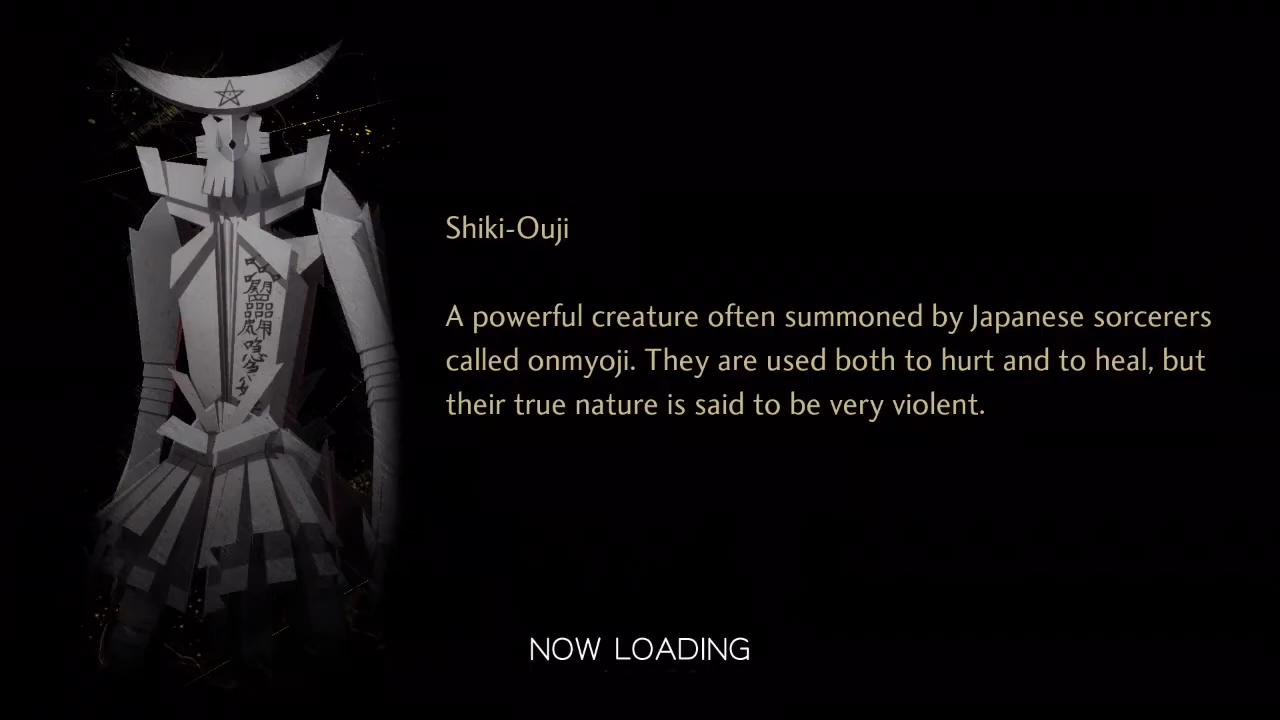 Shiki-Ouji
A powerful creature often summoned by Japanese sorcerers
called onmyoji. They are used both to hurt and to heal, but
their true nature is said to be very violent.
NOW LOADING